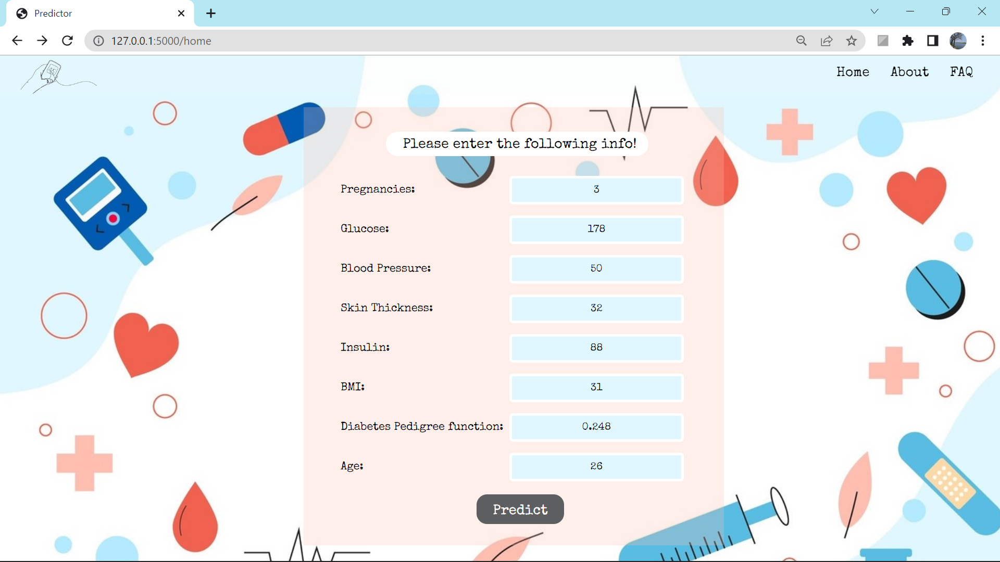 Predictor
127.0.0.1:5000/home
Home About FAQ
Please enter the following info!
Pregnancies: 3
Glucose: 178
Blood Pressure: 50
Skin Thickness: 32
Insulin: 88
BMI: 31
Diabetes Pedigree function: 0.248
Age: 26
Predict